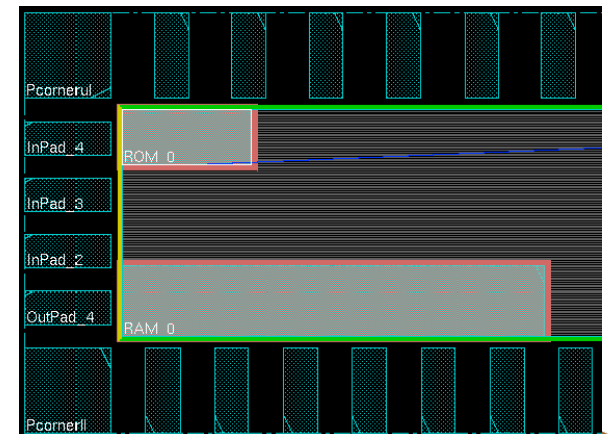 Pcornerul
InPad_4
ROM_0
InPad_3
InPad_2
OutPad_4
RAM_0
Pcornerll